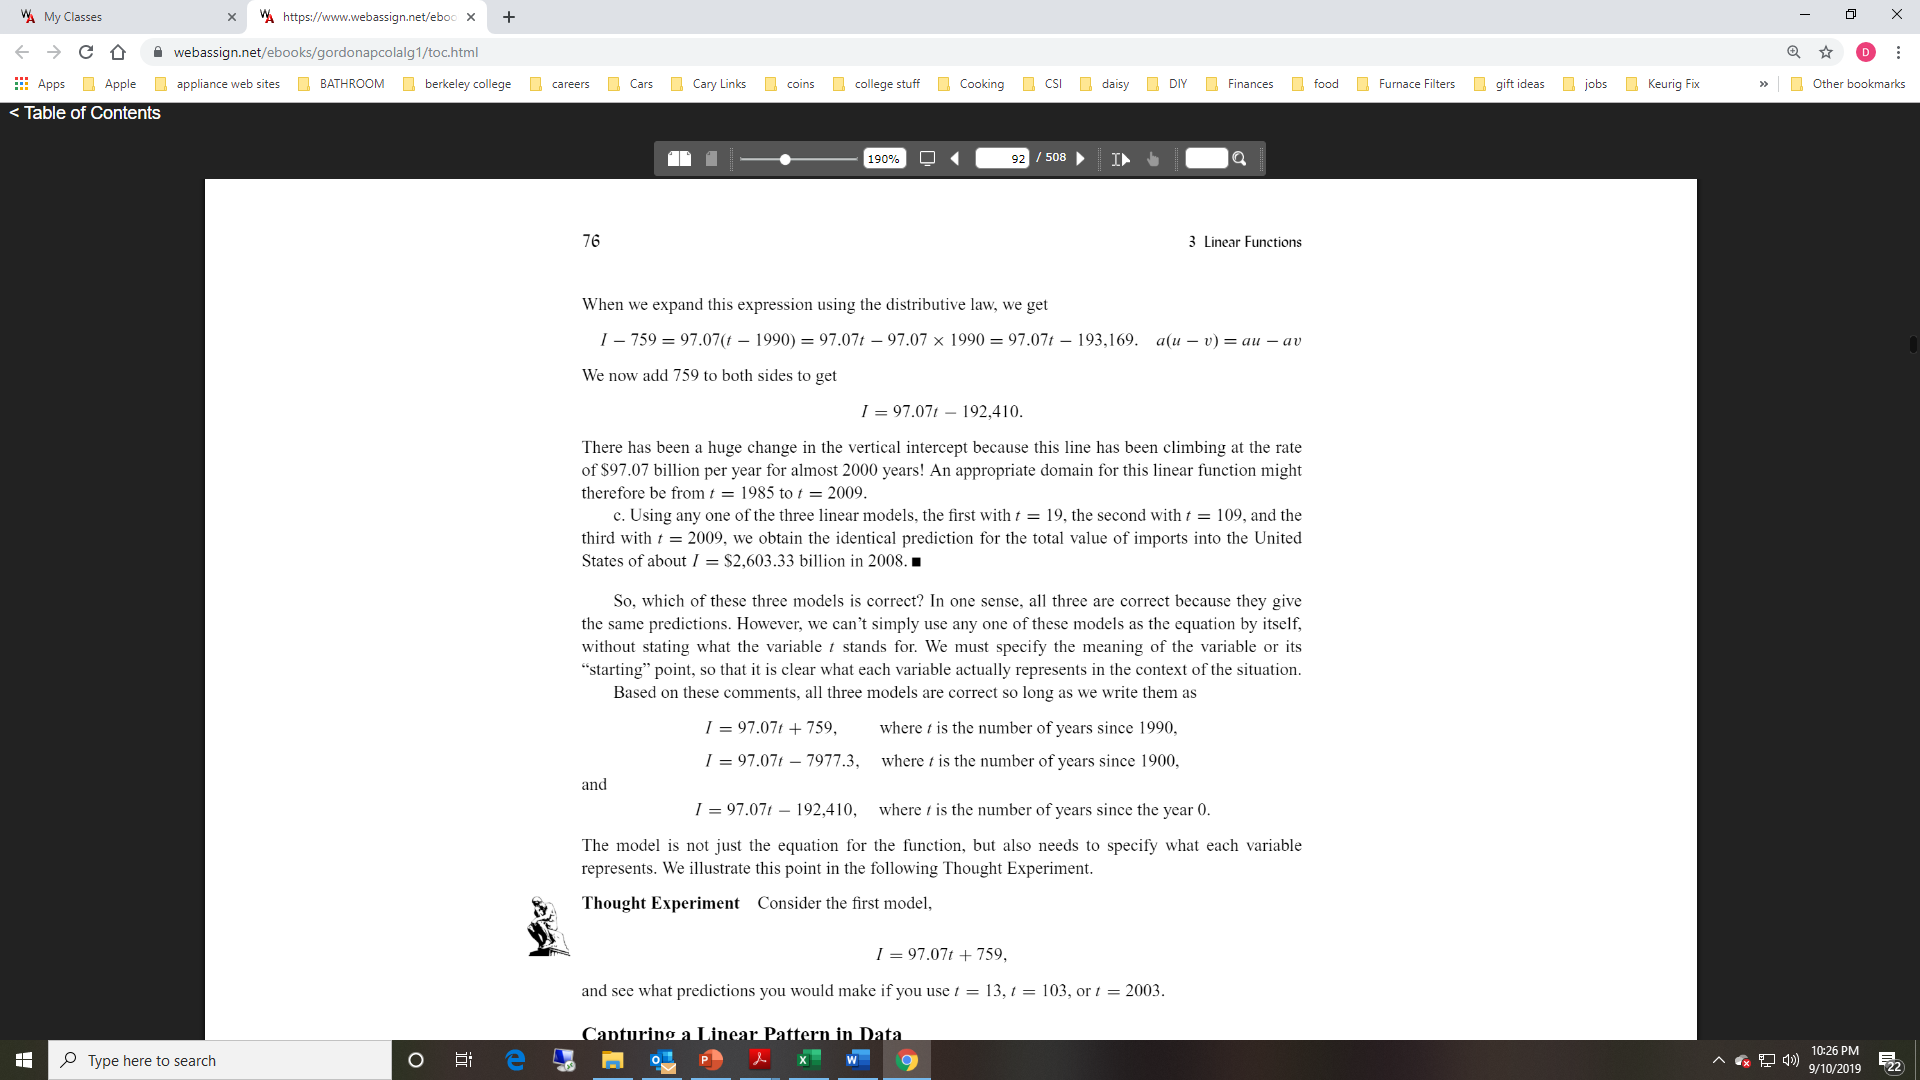 My Classes
https://www.webassign.net/eboo
webassign.net/ebooks/gordonapcolalg1/toc.html
D
Apps Apple appliance web sites BATHROOM berkeley college careers Cars Cary Links coins college stuff Cooking CSI daisy DIY Finances food Furnace Filters gift ideas jobs Keurig Fix » Other bookmarks
< Table of Contents
190% 92 / 508
76 3 Linear Functions
When we expand this expression using the distributive law, we get
I − 759 = 97.07(t − 1990) = 97.07t − 97.07 × 1990 = 97.07t − 193,169. a(u − v) = au − av
We now add 759 to both sides to get
I = 97.07t − 192,410.
There has been a huge change in the vertical intercept because this line has been climbing at the rate
of $97.07 billion per year for almost 2000 years! An appropriate domain for this linear function might
therefore be from t = 1985 to t = 2009.
c. Using any one of the three linear models, the first with t = 19, the second with t = 109, and the
third with t = 2009, we obtain the identical prediction for the total value of imports into the United
States of about I = $2,603.33 billion in 2008. ■
So, which of these three models is correct? In one sense, all three are correct because they give
the same predictions. However, we can’t simply use any one of these models as the equation by itself,
without stating what the variable t stands for. We must specify the meaning of the variable or its
“starting” point, so that it is clear what each variable actually represents in the context of the situation.
Based on these comments, all three models are correct so long as we write them as
I = 97.07t + 759, where t is the number of years since 1990,
I = 97.07t − 7977.3, where t is the number of years since 1900,
and
I = 97.07t − 192,410, where t is the number of years since the year 0.
The model is not just the equation for the function, but also needs to specify what each variable
represents. We illustrate this point in the following Thought Experiment.
Thought Experiment Consider the first model,
I = 97.07t + 759,
and see what predictions you would make if you use t = 13, t = 103, or t = 2003.
Capturing a Linear Pattern in Data
Type here to search
10:26 PM
9/10/2019
22